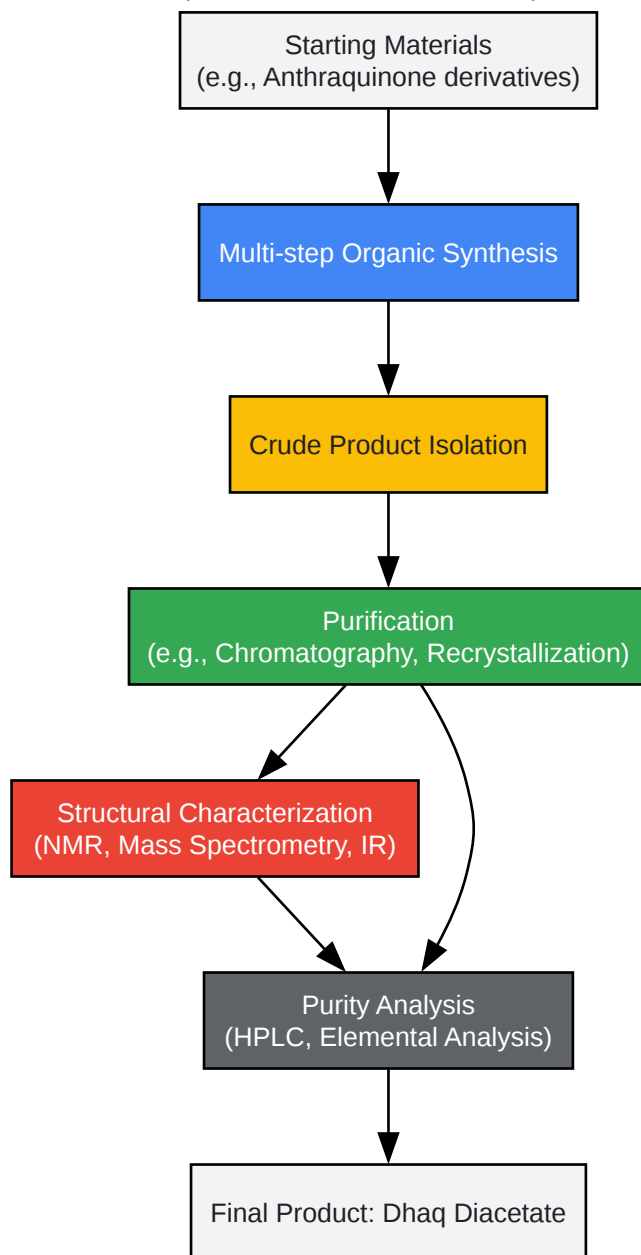 Starting Materials
(e.g., Anthraquinone derivatives)
Multi-step Organic Synthesis
Crude Product Isolation
Purification
(e.g., Chromatography, Recrystallization)
Structural Characterization
(NMR, Mass Spectrometry, IR)
Purity Analysis
(HPLC, Elemental Analysis)
Final Product: Dhaq Diacetate